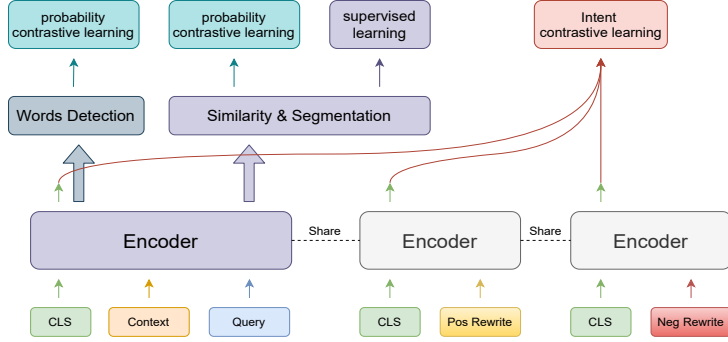 probability
contrastive learning
probability
contrastive learning
supervised
learning
Intent
contrastive learning
Words Detection
Similarity & Segmentation
Encoder
Share
Encoder
Share
Encoder
CLS
Context
Query
CLS
Pos Rewrite
CLS
Neg Rewrite